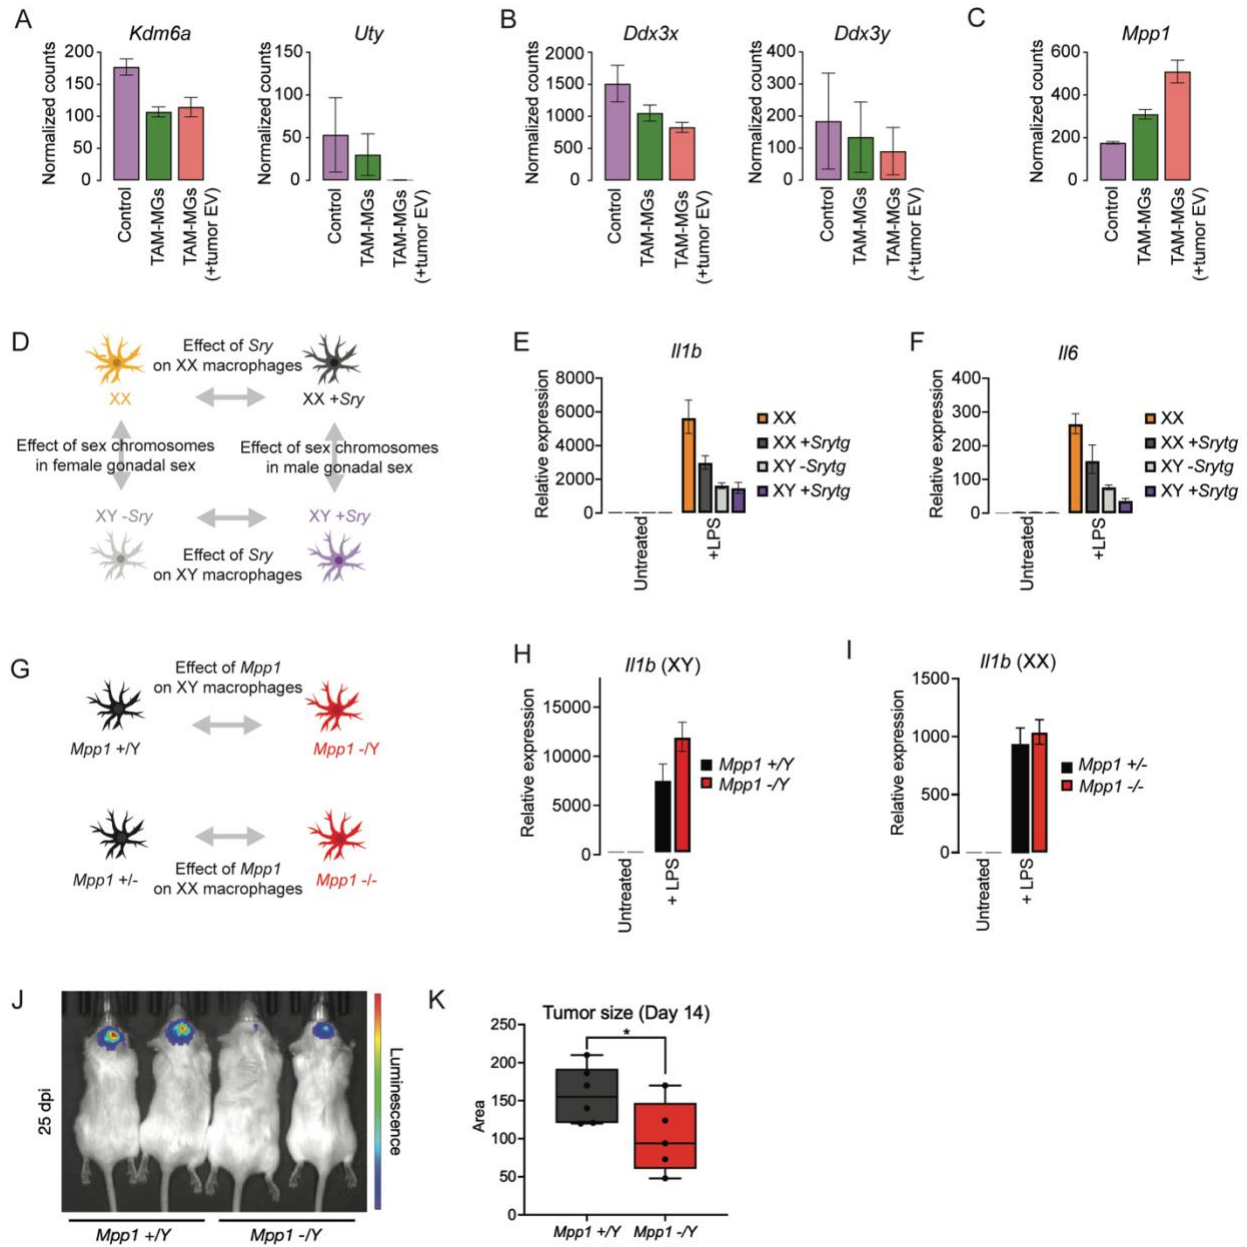 A
Kdm6a
Normalized counts
200
150
100
50
0
Control
TAM-MGs
TAM-MGs
(+tumor EV)
Uty
Normalized counts
150
100
50
0
Control
TAM-MGs
TAM-MGs
(+tumor EV)
B
Ddx3x
Normalized counts
2000
1500
1000
500
0
Control
TAM-MGs
TAM-MGs
(+tumor EV)
Ddx3y
Normalized counts
400
300
200
100
0
Control
TAM-MGs
TAM-MGs
(+tumor EV)
C
Mpp1
Normalized counts
600
400
200
0
Control
TAM-MGs
TAM-MGs
(+tumor EV)
D
Effect of Sry
on XX macrophages
XX
XX +Sry
Effect of sex chromosomes
in female gonadal sex
Effect of sex chromosomes
in male gonadal sex
XY -Sry
XY +Sry
Effect of Sry
on XY macrophages
E
Il1b
Relative expression
8000
6000
4000
2000
0
Untreated
+LPS
XX
XX +Srytg
XY -Srytg
XY +Srytg
F
Il6
Relative expression
400
300
200
100
0
Untreated
+LPS
XX
XX +Srytg
XY -Srytg
XY +Srytg
G
Effect of Mpp1
on XY macrophages
Mpp1 +/Y
Mpp1 -/Y
Effect of Mpp1
on XX macrophages
Mpp1 +/-
Mpp1 -/-
H
Il1b (XY)
Relative expression
15000
10000
5000
0
Untreated
+ LPS
Mpp1 +/Y
Mpp1 -/Y
I
Il1b (XX)
Relative expression
1500
1000
500
0
Untreated
+ LPS
Mpp1 +/-
Mpp1 -/-
J
25 dpi
Luminescence
Mpp1 +/Y
Mpp1 -/Y
K
Tumor size (Day 14)
*
Area
250
200
150
100
50
0
Mpp1 +/Y
Mpp1 -/Y